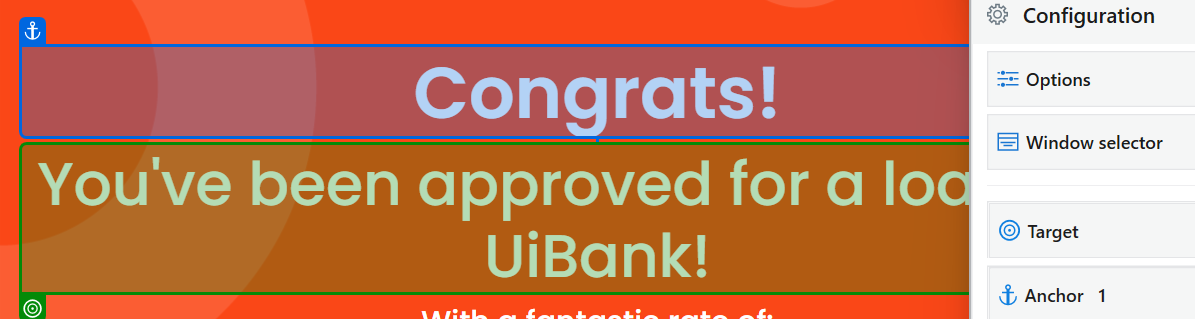 Congrats!
You've been approved for a loa
UiBank!
With a fantastic rate of:
Configuration
Options
Window selector
Target
Anchor 1